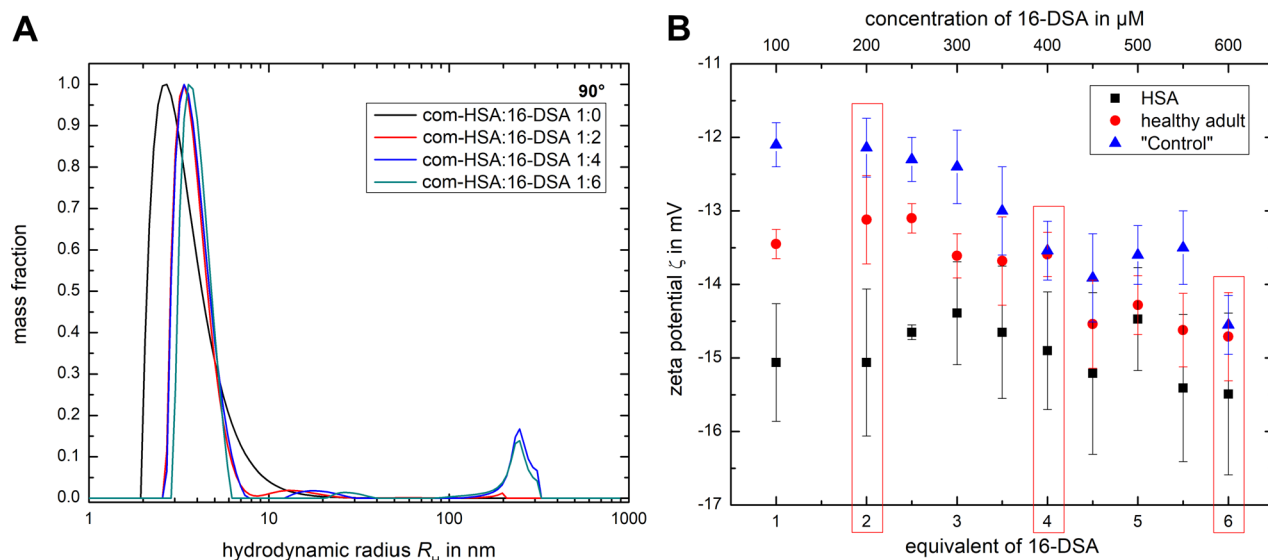 A
90°
com-HSA:16-DSA 1:0
com-HSA:16-DSA 1:2
com-HSA:16-DSA 1:4
com-HSA:16-DSA 1:6
mass fraction
1.0
0.9
0.8
0.7
0.6
0.5
0.4
0.3
0.2
0.1
0.0
1 10 100 1000
hydrodynamic radius R_H in nm
B
concentration of 16-DSA in µM
100 200 300 400 500 600
HSA
healthy adult
"Control"
zeta potential ζ in mV
-11
-12
-13
-14
-15
-16
-17
1 2 3 4 5 6
equivalent of 16-DSA